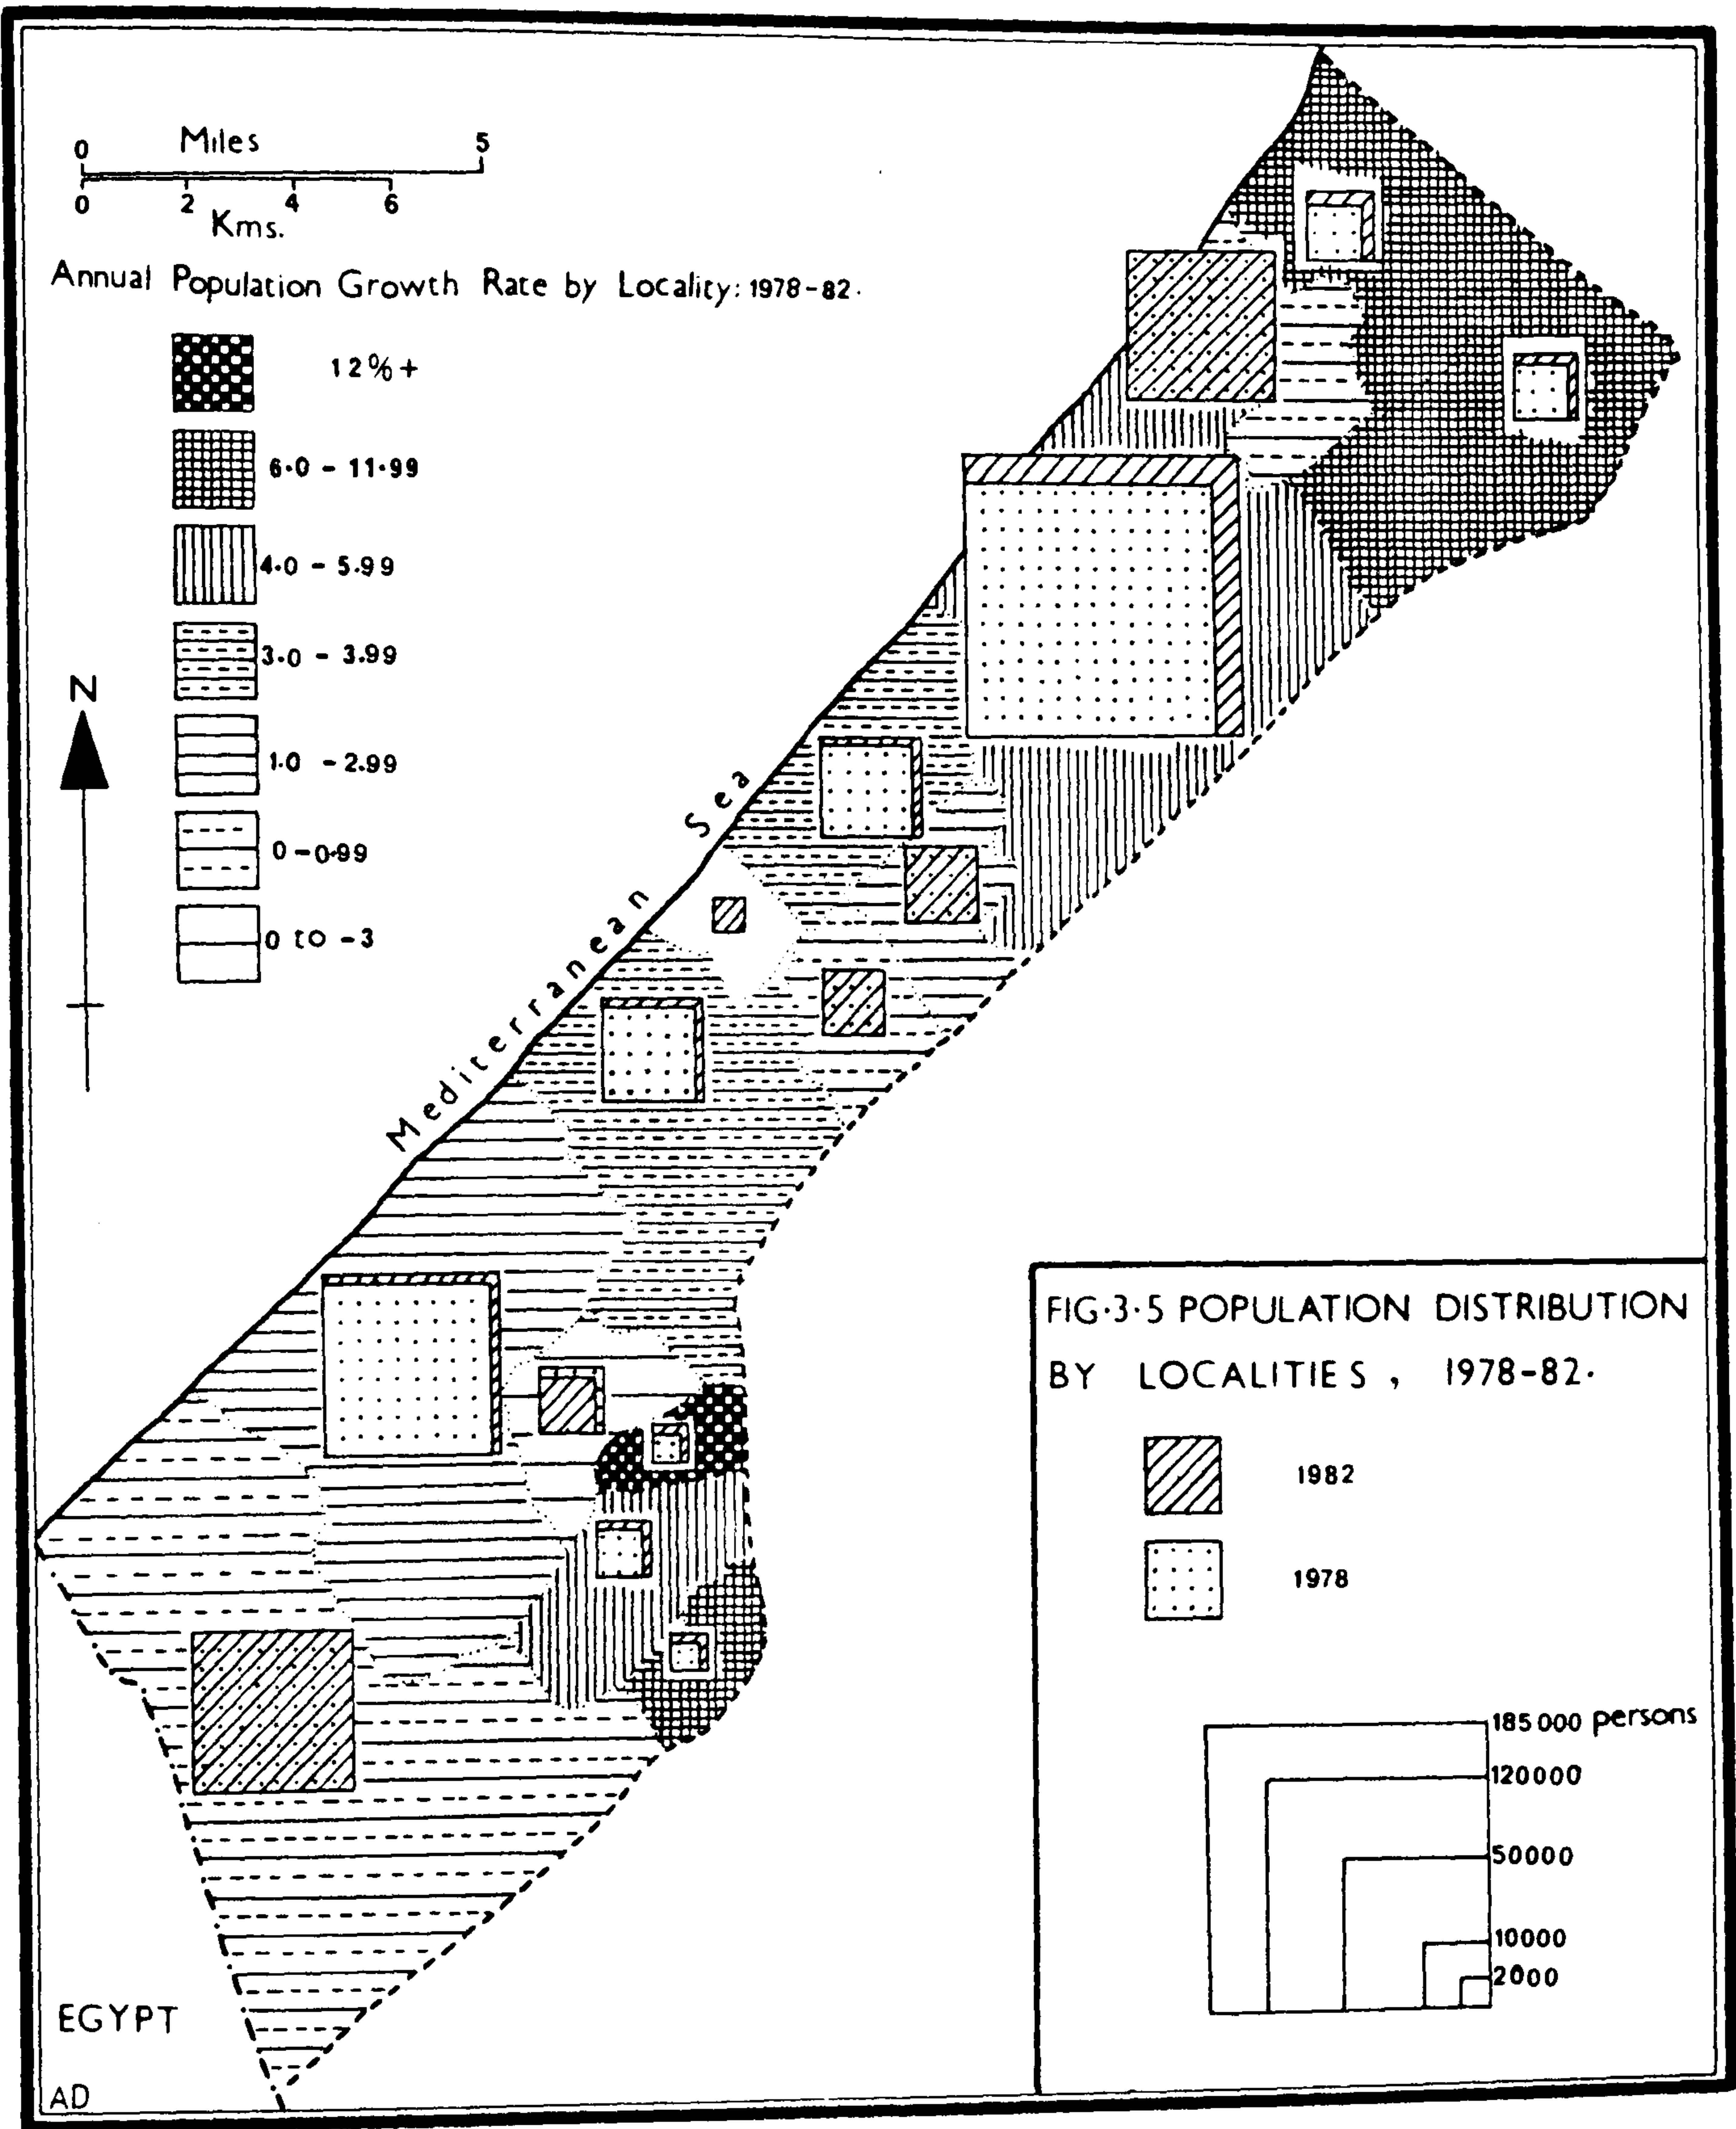 0 Miles 5
0 2 4 6
Kms.
Annual Population Growth Rate by Locality: 1978-82.
12%+
6.0 - 11.99
4.0 - 5.99
3.0 - 3.99
1.0 - 2.99
0 - 0.99
0 to -3
N
Mediterranean Sea
EGYPT
AD
FIG.3.5 POPULATION DISTRIBUTION
BY LOCALITIES, 1978-82.
1982
1978
185000 persons
120000
50000
10000
2000